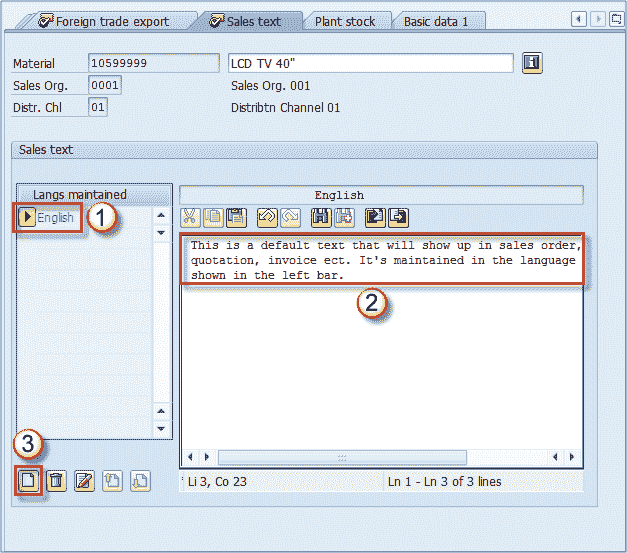 Foreign trade export Sales text Plant stock Basic data 1
Material 10599999 LCD TV 40"
Sales Org. 0001 Sales Org. 001
Distr. Chl 01 Distribtn Channel 01
Sales text
Langs maintained
English
1
English
This is a default text that will show up in sales order,
quotation, invoice ect. It's maintained in the language
shown in the left bar.
2
3
* Li 3, Co 23 Ln 1 - Ln 3 of 3 lines